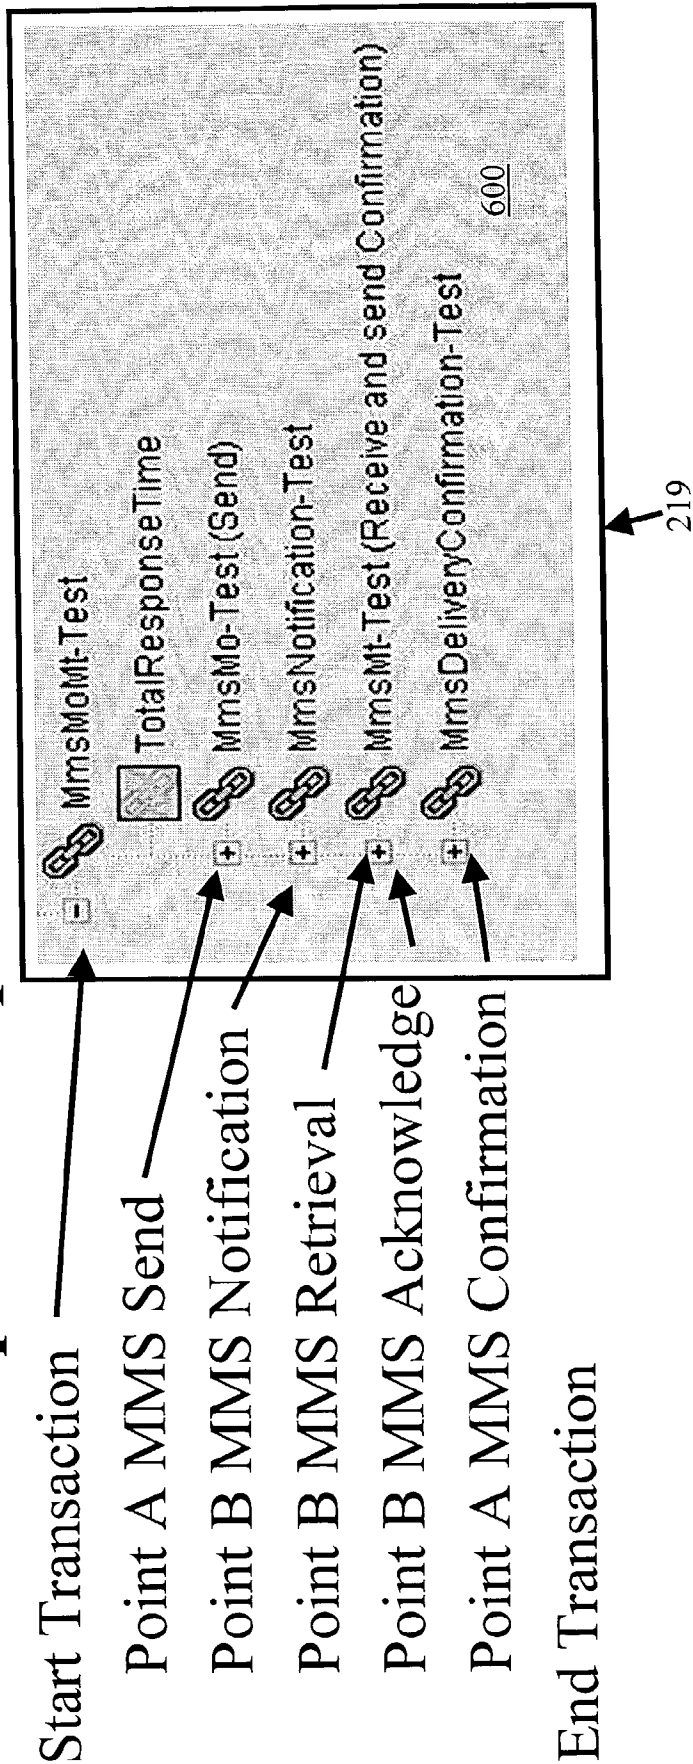 Start Transaction
Point A MMS Send
Point B MMS Notification
Point B MMS Retrieval
Point B MMS Acknowledge
Point A MMS Confirmation
End Transaction
MmsMoMt-Test
TotalResponseTime
MmsMo-Test (Send)
MmsNotification-Test
MmsMt-Test (Receive and send Confirmation)
MmsDeliveryConfirmation-Test
600
219